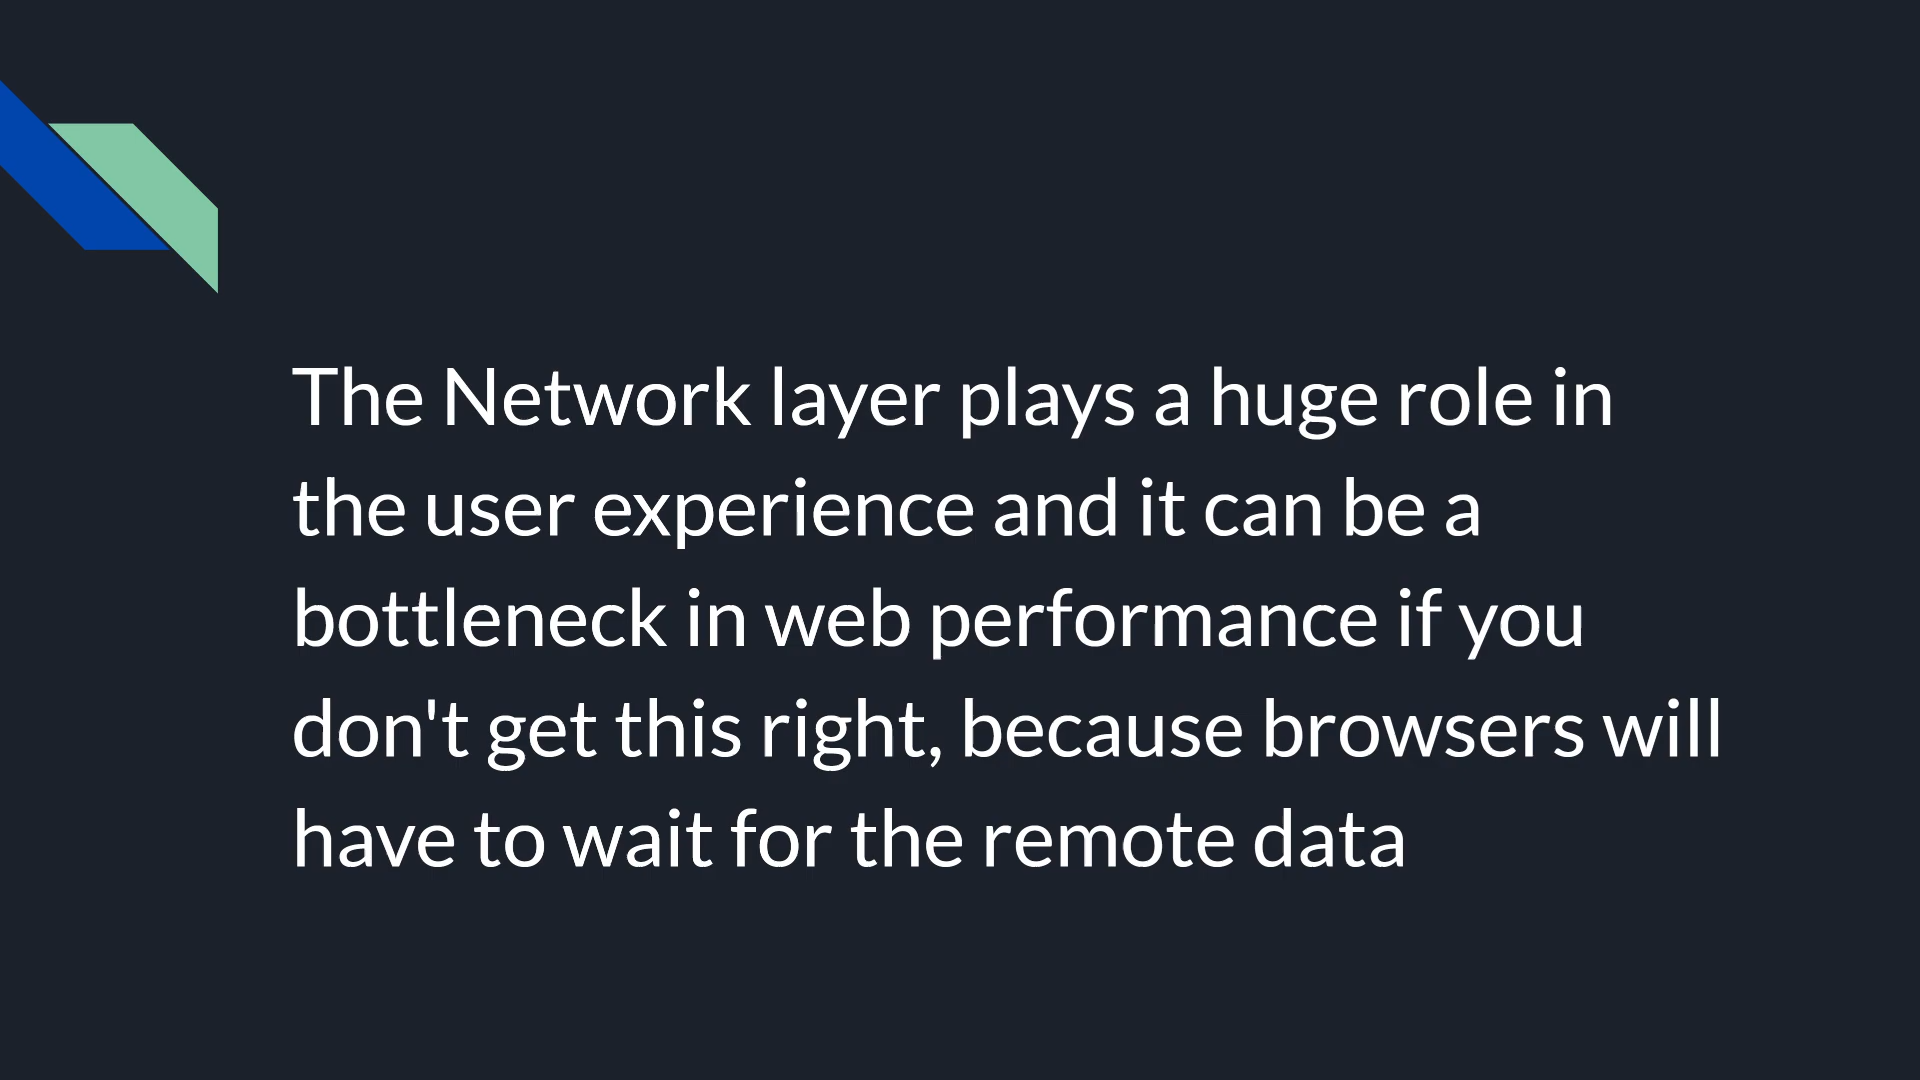 The Network layer plays a huge role in
the user experience and it can be a
bottleneck in web performance if you
don't get this right, because browsers will
have to wait for the remote data